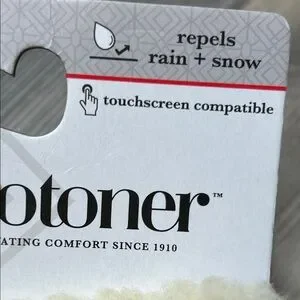 repels
rain + snow
touchscreen compatible
otoner™
ATING COMFORT SINCE 1910